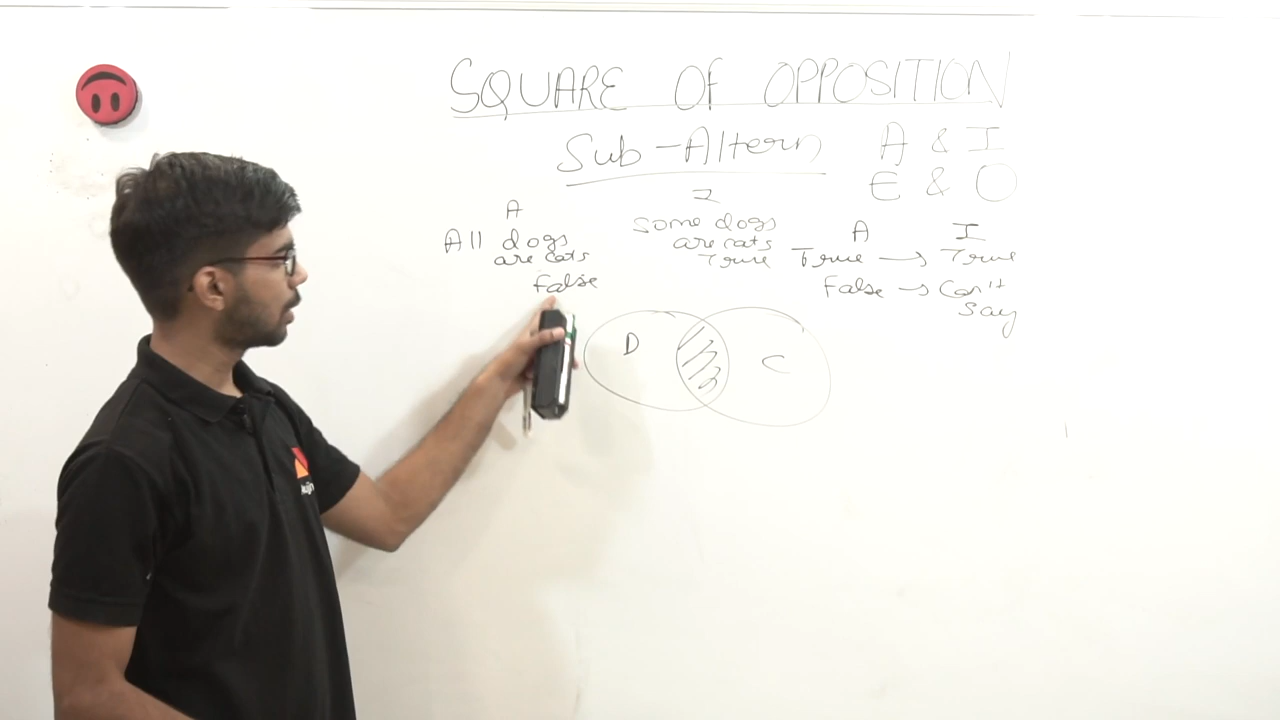 SQUARE OF OPPOSITION
Sub-Altern
A & I
E & O
A
All dogs
are cats
False
I
Some dogs
are cats
True
A I
True → True
False → Can't
Say
D C